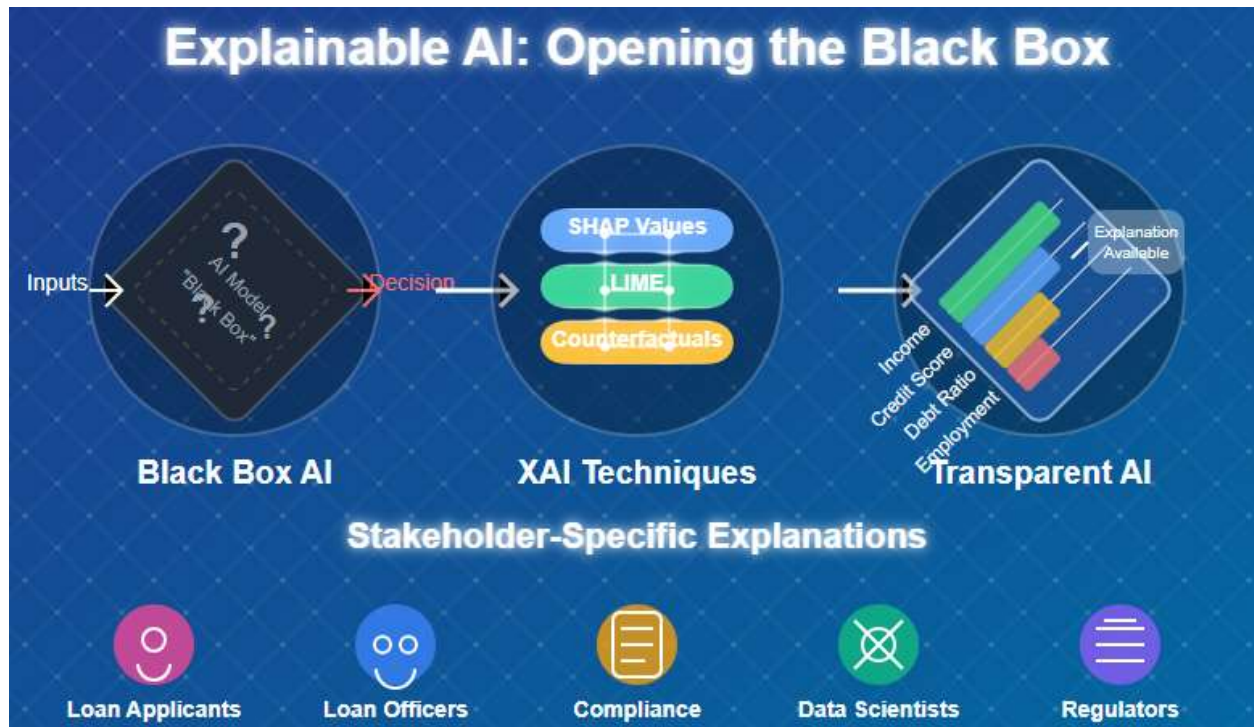 Explainable AI: Opening the Black Box
Inputs
?
AI Model
"Black Box"
?
?
Decision
SHAP Values
LIME
Counterfactuals
Explanation
Available
Income
Credit Score
Debt Ratio
Employment
Black Box AI
XAI Techniques
Transparent AI
Stakeholder-Specific Explanations
Loan Applicants
Loan Officers
Compliance
Data Scientists
Regulators